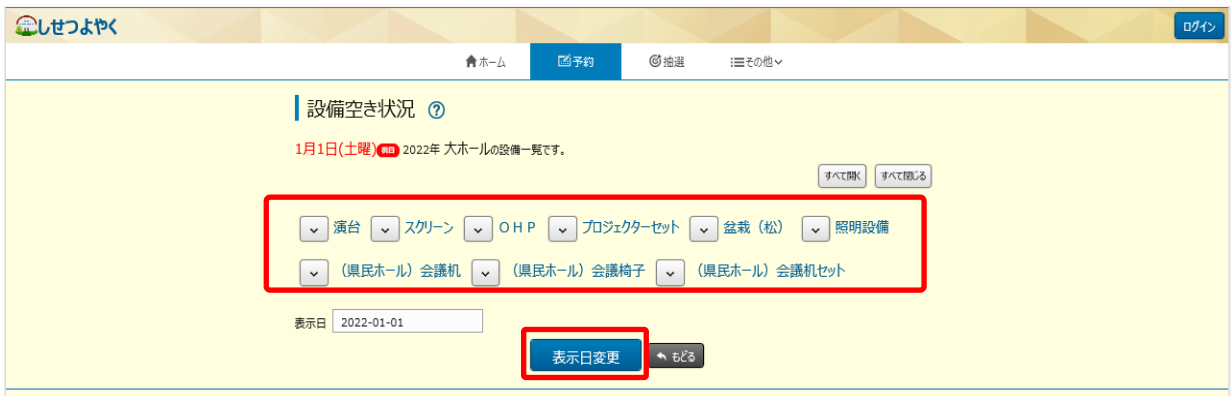 しせつよやく ログイン
ホーム 予約 抽選 その他
設備空き状況 ?
1月1日(土曜)祝日 2022年 大ホールの設備一覧です。
すべて開く すべて閉じる
演台 スクリーン OHP プロジェクターセット 盆栽（松） 照明設備
（県民ホール）会議机 （県民ホール）会議椅子 （県民ホール）会議机セット
表示日 2022-01-01
表示日変更 もどる